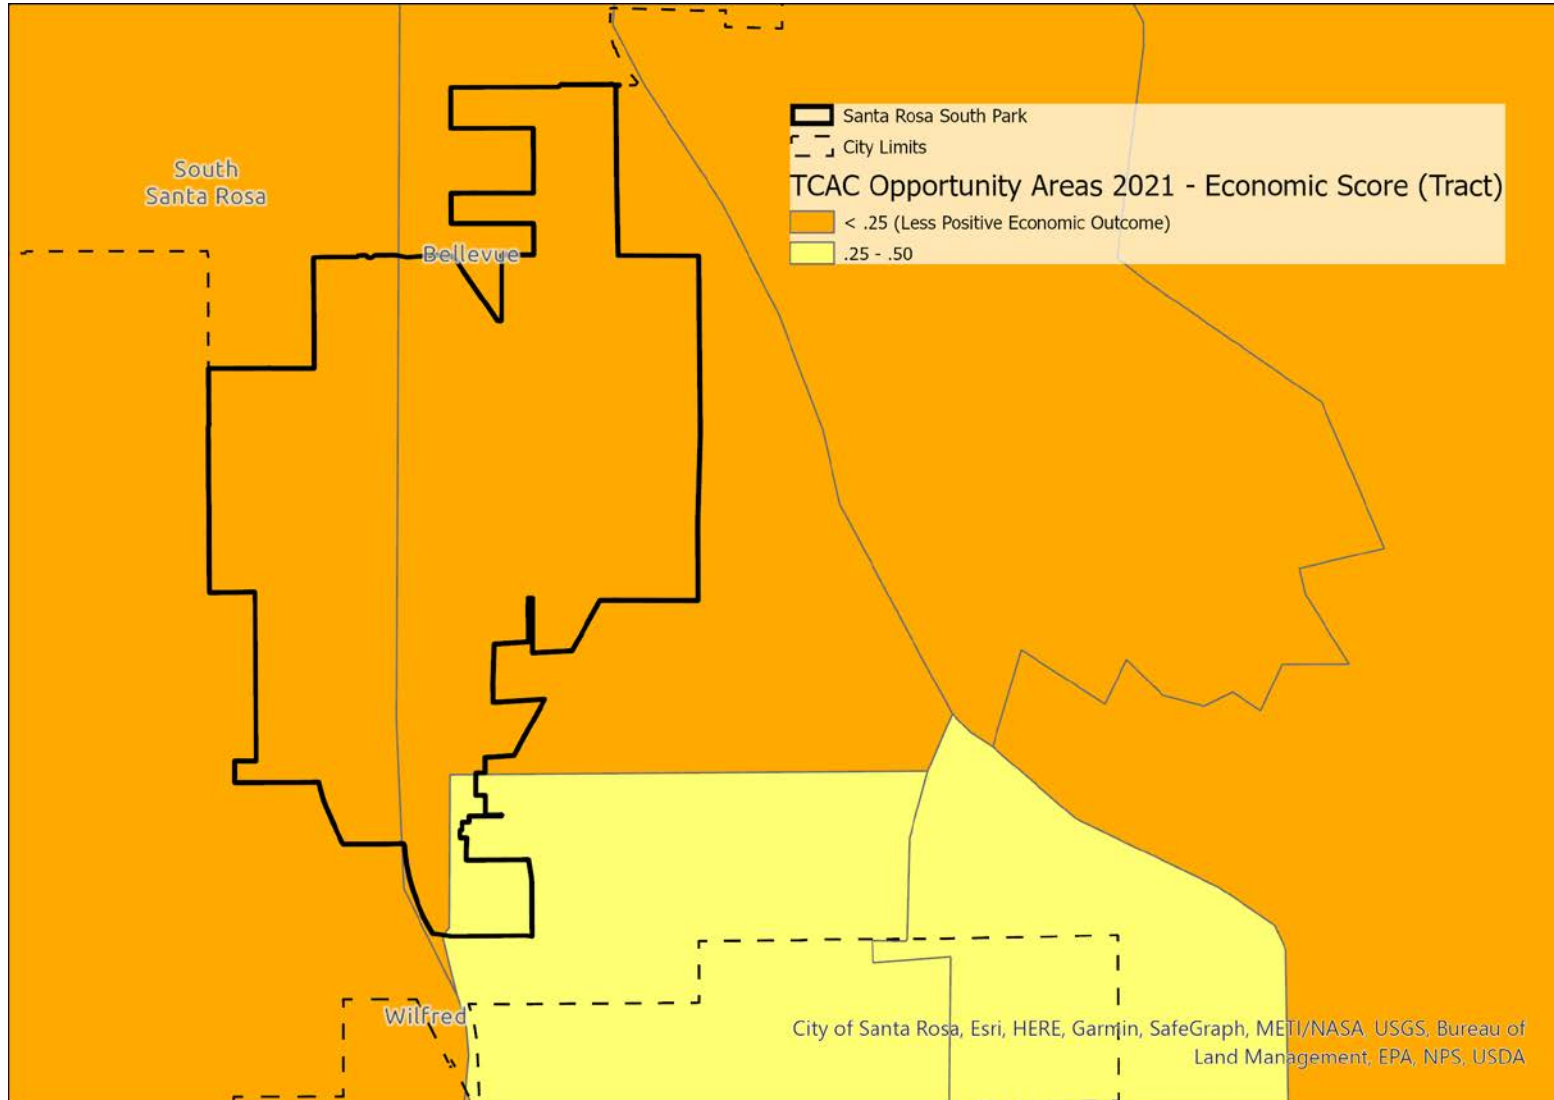 Santa Rosa South Park
City Limits
TCAC Opportunity Areas 2021 - Economic Score (Tract)
< .25 (Less Positive Economic Outcome)
.25 - .50
South
Santa Rosa
Bellevue
Wilfred
City of Santa Rosa, Esri, HERE, Garmin, SafeGraph, METI/NASA, USGS, Bureau of
Land Management, EPA, NPS, USDA